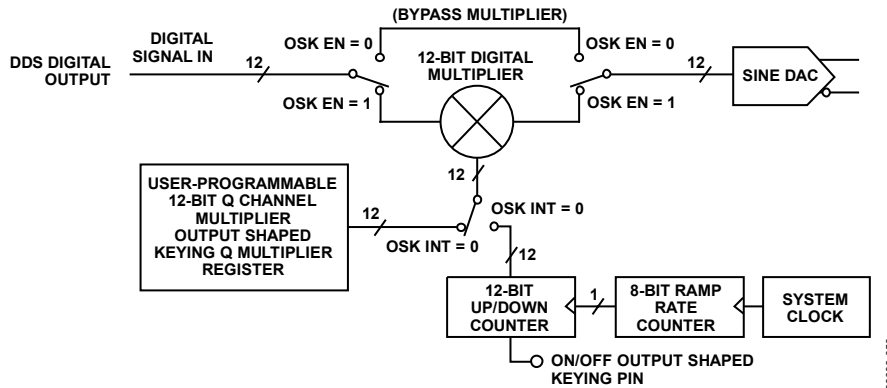 (BYPASS MULTIPLIER)
DIGITAL
SIGNAL IN
OSK EN = 0
OSK EN = 0
DDS DIGITAL
OUTPUT
12
12-BIT DIGITAL
MULTIPLIER
12
SINE DAC
OSK EN = 1
OSK EN = 1
12
USER-PROGRAMMABLE
12-BIT Q CHANNEL
MULTIPLIER
OUTPUT SHAPED
KEYING Q MULTIPLIER
REGISTER
12
OSK INT = 0
OSK INT = 0
12
12-BIT
UP/DOWN
COUNTER
1
8-BIT RAMP
RATE
COUNTER
SYSTEM
CLOCK
ON/OFF OUTPUT SHAPED
KEYING PIN